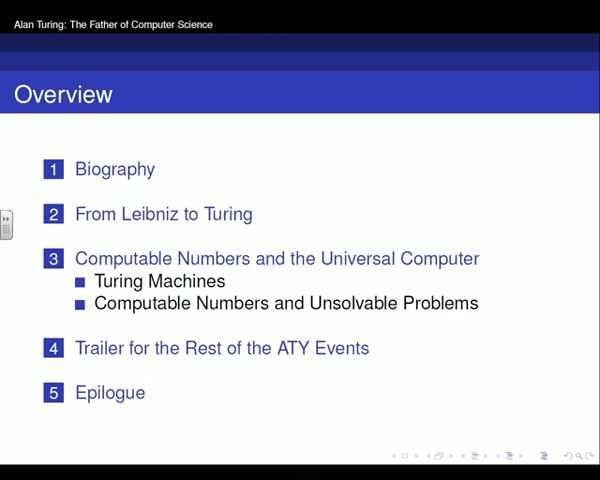 Alan Turing: The Father of Computer Science
Overview
1 Biography
2 From Leibniz to Turing
3 Computable Numbers and the Universal Computer
Turing Machines
Computable Numbers and Unsolvable Problems
4 Trailer for the Rest of the ATY Events
5 Epilogue